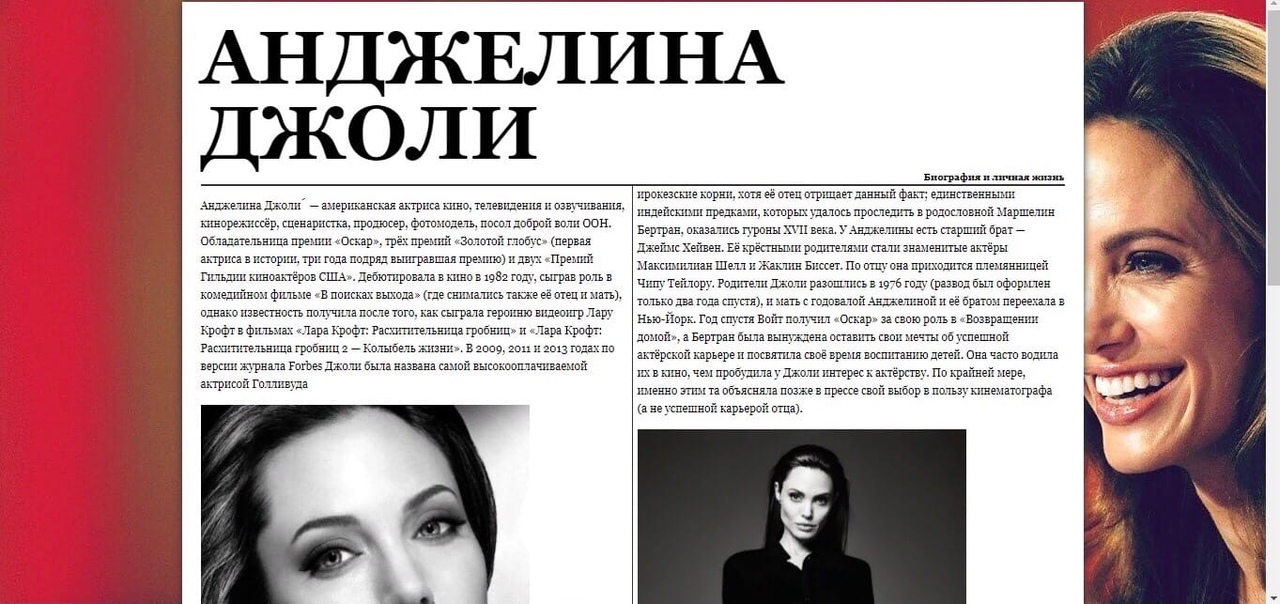 АНДЖЕЛИНА
ДЖОЛИ
Биография и личная жизнь
Анджелина Джоли´ — американская актриса кино, телевидения и озвучивания,
кинорежиссёр, сценаристка, продюсер, фотомодель, посол доброй воли ООН.
Обладательница премии «Оскар», трёх премий «Золотой глобус» (первая
актриса в истории, три года подряд выигравшая премию) и двух «Премий
Гильдии киноактёров США». Дебютировала в кино в 1982 году, сыграв роль в
комедийном фильме «В поисках выхода» (где снимались также её отец и мать),
однако известность получила после того, как сыграла героиню видеоигр Лару
Крофт в фильмах «Лара Крофт: Расхитительница гробниц» и «Лара Крофт:
Расхитительница гробниц 2 — Колыбель жизни». В 2009, 2011 и 2013 годах по
версии журнала Forbes Джоли была названа самой высокооплачиваемой
актрисой Голливуда
ирокезские корни, хотя её отец отрицает данный факт; единственными
индейскими предками, которых удалось проследить в родословной Маршелин
Бертран, оказались гуроны XVII века. У Анджелины есть старший брат —
Джеймс Хейвен. Её крёстными родителями стали знаменитые актёры
Максимилиан Шелл и Жаклин Биссет. По отцу она приходится племянницей
Чипу Тейлору. Родители Джоли разошлись в 1976 году (развод был оформлен
только два года спустя), и мать с годовалой Анджелиной и её братом переехала в
Нью-Йорк. Год спустя Войт получил «Оскар» за свою роль в «Возвращении
домой», а Бертран была вынуждена оставить свои мечты об успешной
актёрской карьере и посвятила своё время воспитанию детей. Она часто водила
их в кино, чем пробудила у Джоли интерес к актёрству. По крайней мере,
именно этим та объясняла позже в прессе свой выбор в пользу кинематографа
(а не успешной карьерой отца).